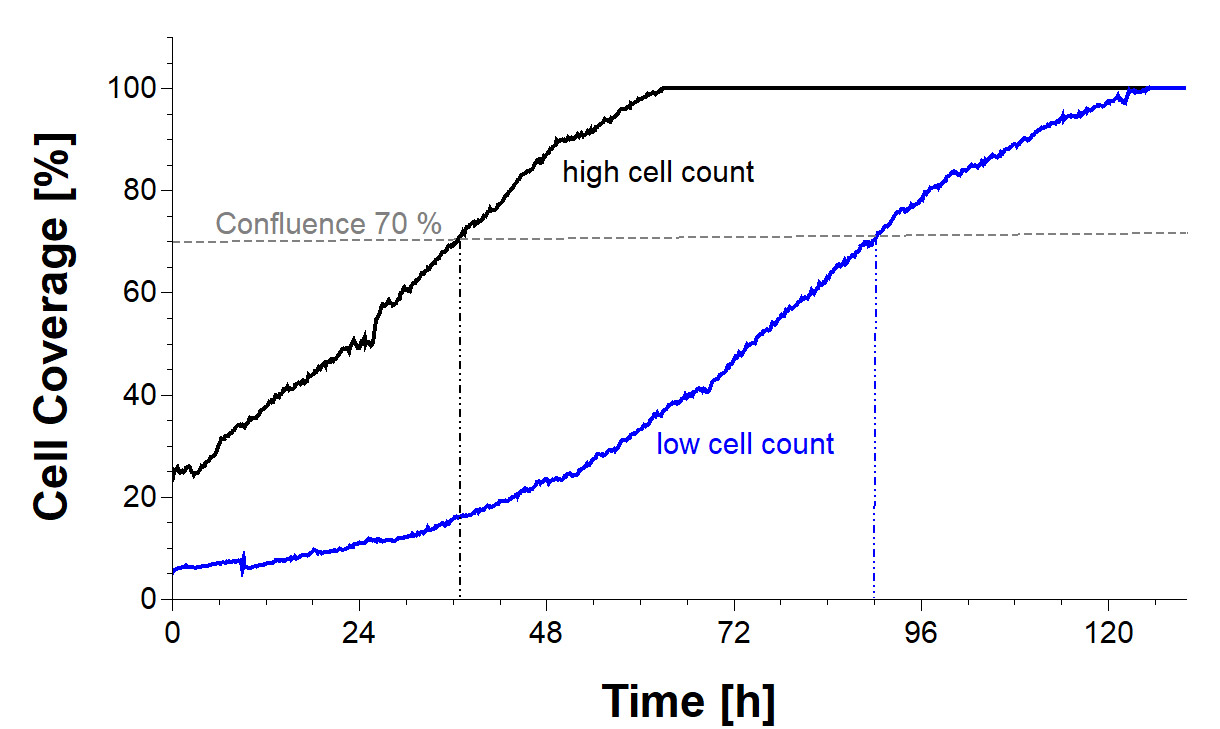 Cell Coverage [%]
100
80
60
40
20
0
high cell count
Confluence 70 %
low cell count
0 24 48 72 96 120
Time [h]